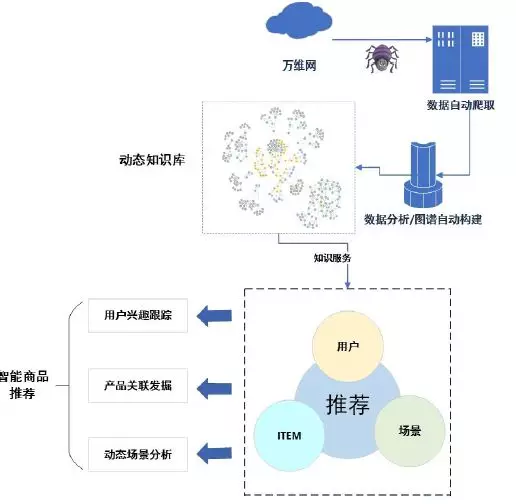 万维网
数据自动爬取
动态知识库
数据分析/图谱自动构建
知识服务
用户兴趣跟踪
用户
智能商品
推荐
产品关联发掘
推荐
ITEM
场景
动态场景分析